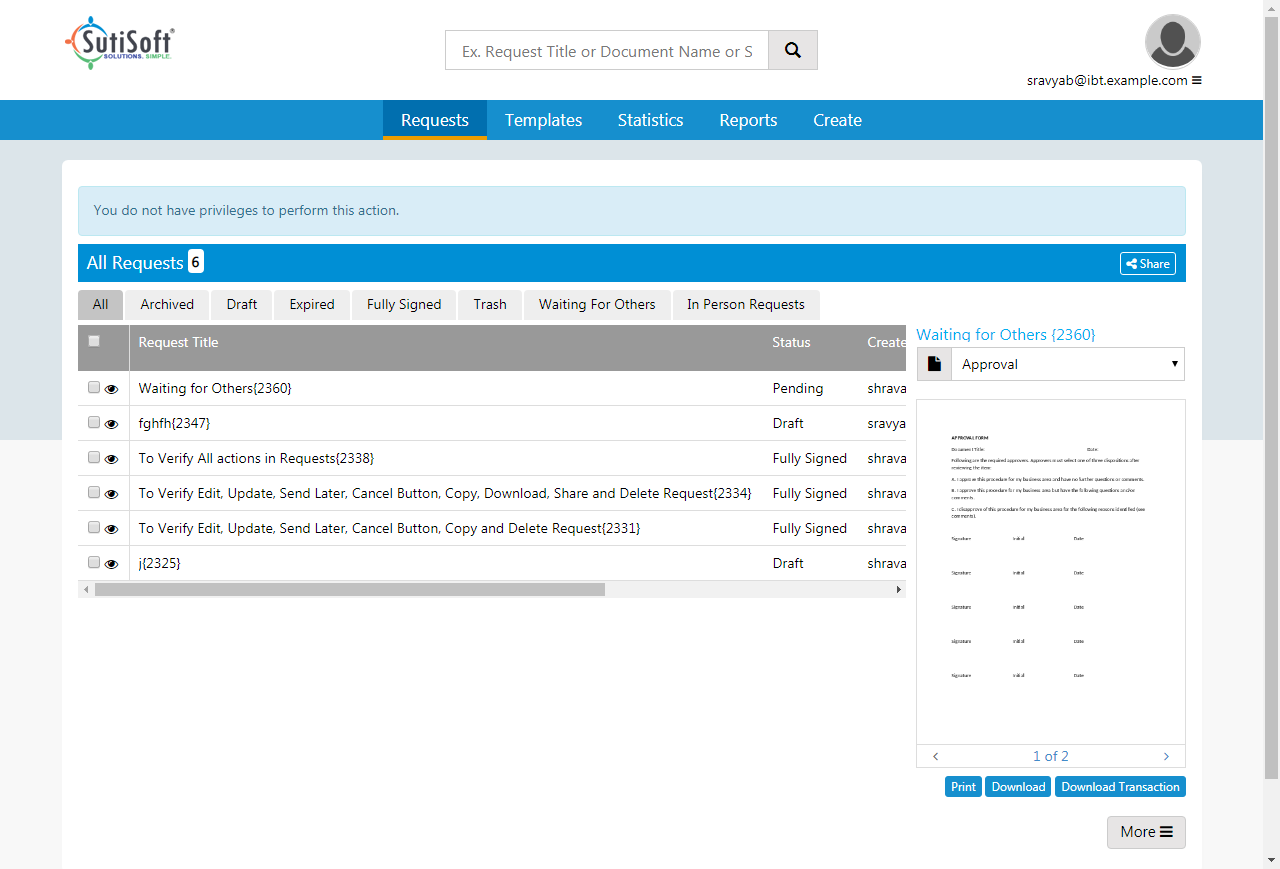 SutiSoft®
SOLUTIONS. SIMPLE.
Ex. Request Title or Document Name or S
sravyab@ibt.example.com
Requests Templates Statistics Reports Create
You do not have privileges to perform this action.
All Requests 6 Share
All Archived Draft Expired Fully Signed Trash Waiting For Others In Person Requests
Request Title Status Create
Waiting for Others{2360} Pending shrava
fghfh{2347} Draft sravya
To Verify All actions in Requests{2338} Fully Signed shrava
To Verify Edit, Update, Send Later, Cancel Button, Copy, Download, Share and Delete Request{2334} Fully Signed shrava
To Verify Edit, Update, Send Later, Cancel Button, Copy and Delete Request{2331} Fully Signed shrava
j{2325} Draft shrava
Waiting for Others {2360}
Approval
APPROVAL FORM
Document Title: Date:
Following are the required approvers. Approvers must select one of three dispositions after
reviewing the item:
A. I approve this procedure for my business area and have no further questions or comments.
B. I approve this procedure for my business area but have the following questions and/or
comments.
C. I disapprove of this procedure for my business area for the following reasons identified (see
comments).
Signature Initial Date
Signature Initial Date
Signature Initial Date
Signature Initial Date
Signature Initial Date
1 of 2
Print Download Download Transaction
More